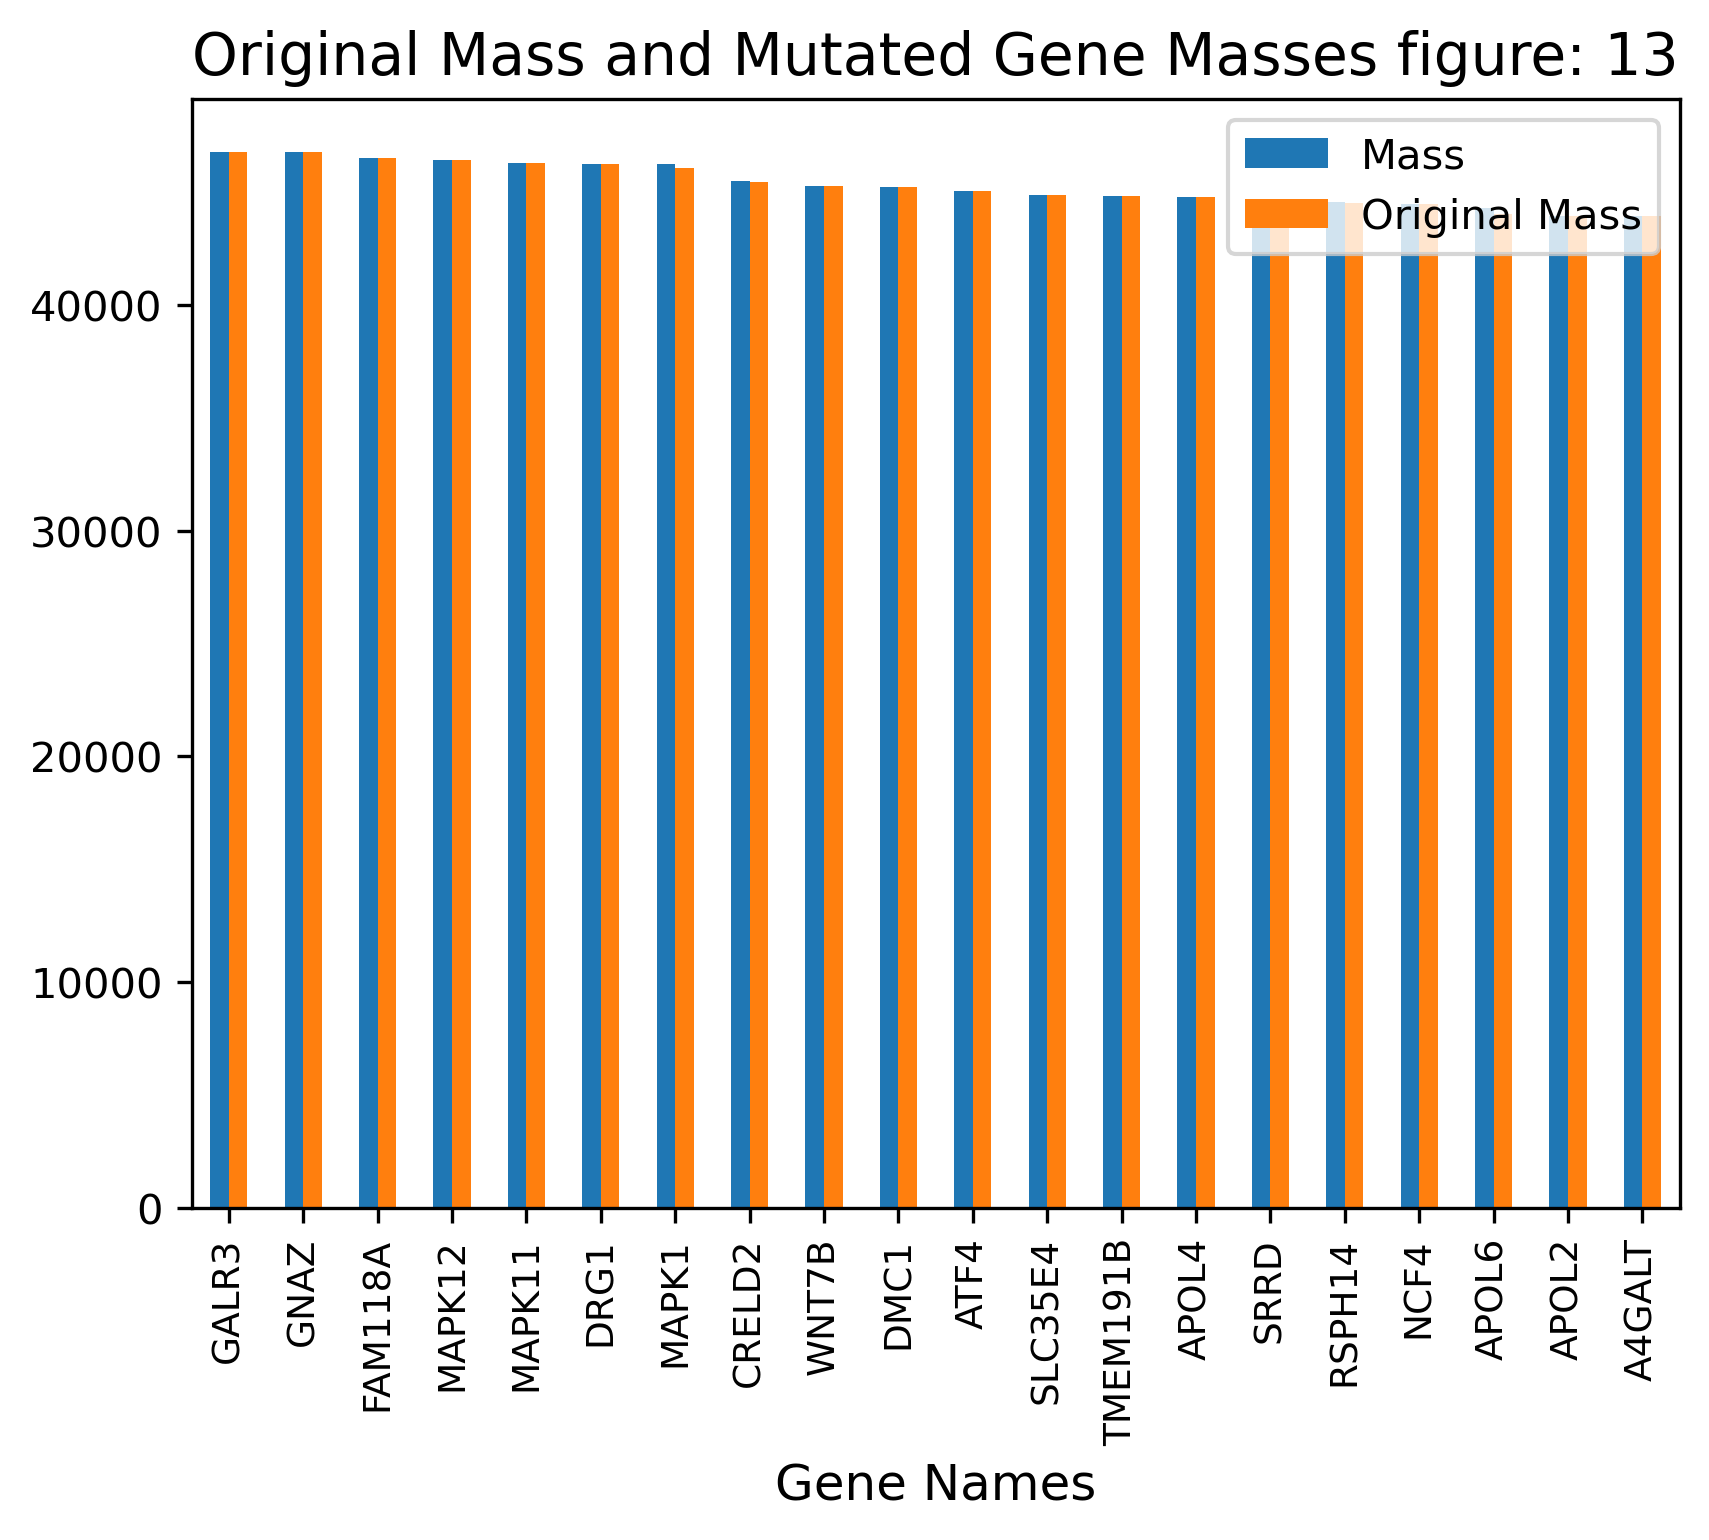 Original Mass and Mutated Gene Masses figure: 13
Mass
Original Mass
40000
30000
20000
10000
0
GALR3
GNAZ
FAM118A
MAPK12
MAPK11
DRG1
MAPK1
CRELD2
WNT7B
DMC1
ATF4
SLC35E4
TMEM191B
APOL4
SRRD
RSPH14
NCF4
APOL6
APOL2
A4GALT
Gene Names